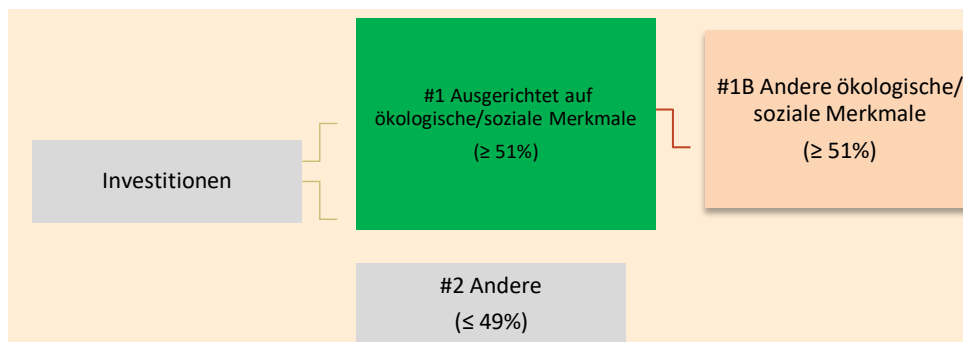 Investitionen
#1 Ausgerichtet auf
ökologische/soziale Merkmale
(≥ 51%)
#1B Andere ökologische/
soziale Merkmale
(≥ 51%)
#2 Andere
(≤ 49%)